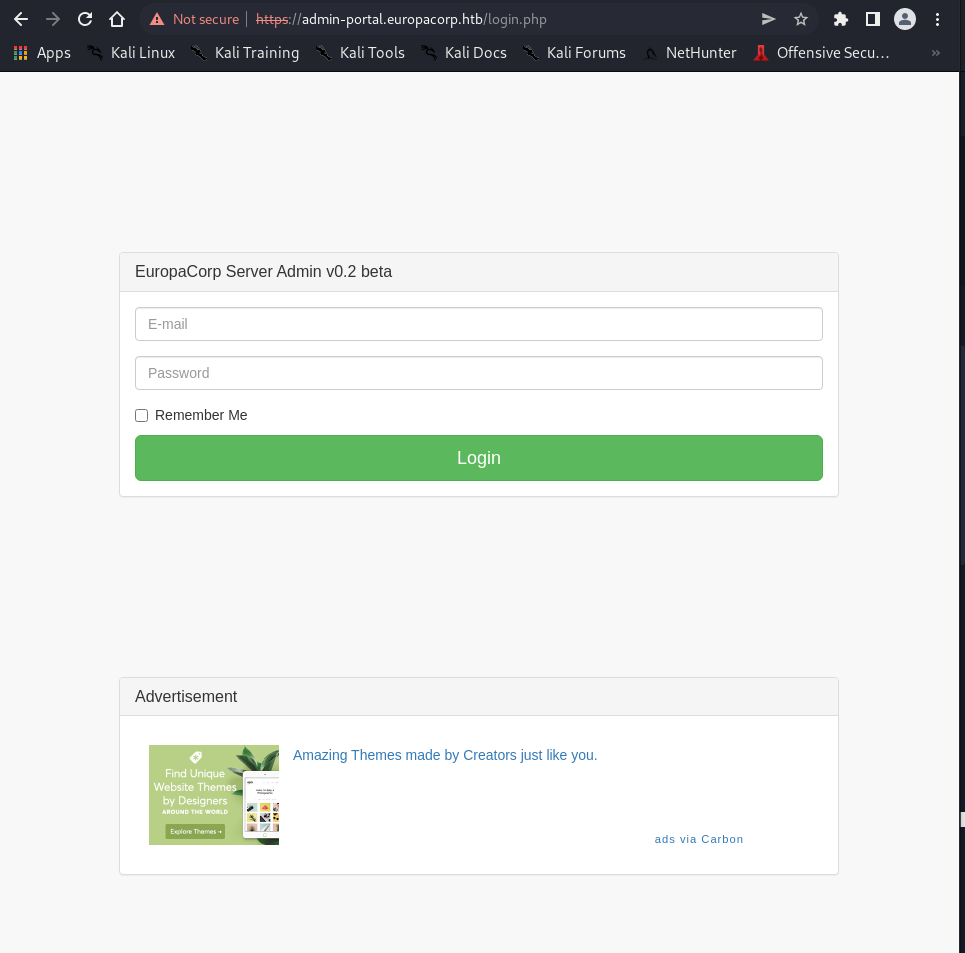 Not secure https://admin-portal.europacorp.htb/login.php
Apps Kali Linux Kali Training Kali Tools Kali Docs Kali Forums NetHunter Offensive Secu… »
EuropaCorp Server Admin v0.2 beta
E-mail
Password
Remember Me
Login
Advertisement
Find Unique
Website Themes
by Designers
AROUND THE WORLD
Explore Themes →
Amazing Themes made by Creators just like you.
ads via Carbon